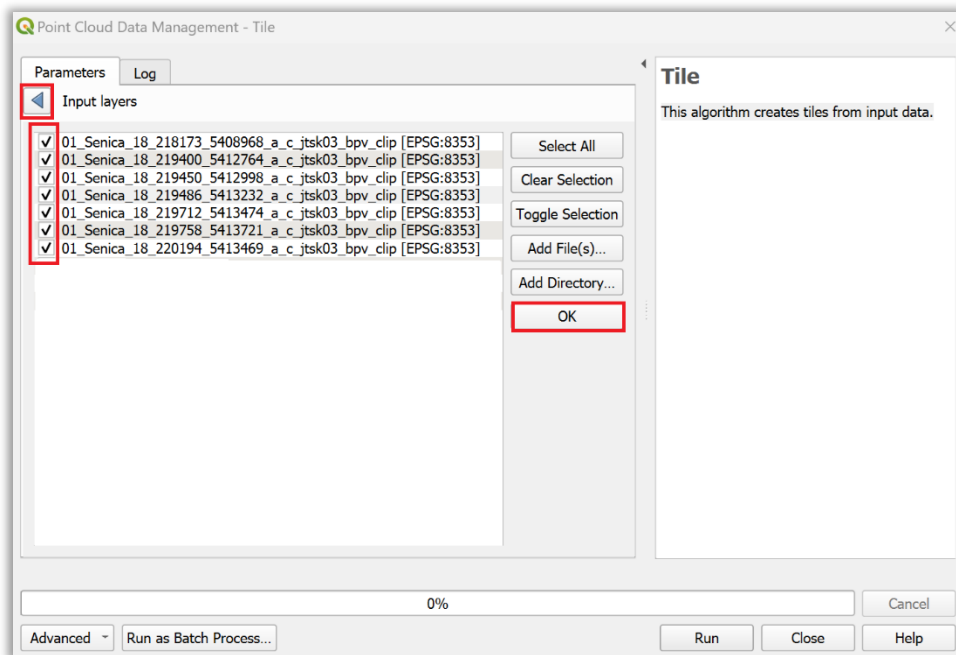 Point Cloud Data Management - Tile
Parameters Log
Input layers
01_Senica_18_218173_5408968_a_c_jtsk03_bpv_clip [EPSG:8353]
01_Senica_18_219400_5412764_a_c_jtsk03_bpv_clip [EPSG:8353]
01_Senica_18_219450_5412998_a_c_jtsk03_bpv_clip [EPSG:8353]
01_Senica_18_219486_5413232_a_c_jtsk03_bpv_clip [EPSG:8353]
01_Senica_18_219712_5413474_a_c_jtsk03_bpv_clip [EPSG:8353]
01_Senica_18_219758_5413721_a_c_jtsk03_bpv_clip [EPSG:8353]
01_Senica_18_220194_5413469_a_c_jtsk03_bpv_clip [EPSG:8353]
Select All
Clear Selection
Toggle Selection
Add File(s)...
Add Directory...
OK
Tile
This algorithm creates tiles from input data.
0%
Cancel
Advanced Run as Batch Process... Run Close Help